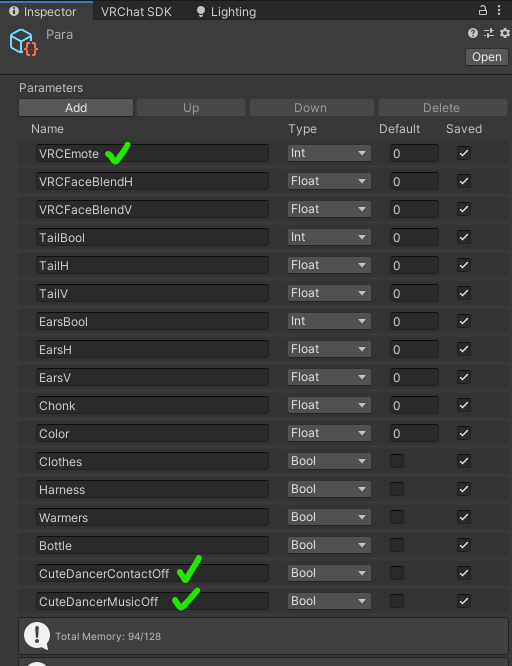 Inspector VRChat SDK Lighting
Para
Open
Parameters
Add Up Down Delete
Name Type Default Saved
VRCEmote Int 0
VRCFaceBlendH Float 0
VRCFaceBlendV Float 0
TailBool Int 0
TailH Float 0
TailV Float 0
EarsBool Int 0
EarsH Float 0
EarsV Float 0
Chonk Float 0
Color Float 0
Clothes Bool
Harness Bool
Warmers Bool
Bottle Bool
CuteDancerContactOff Bool
CuteDancerMusicOff Bool
Total Memory: 94/128